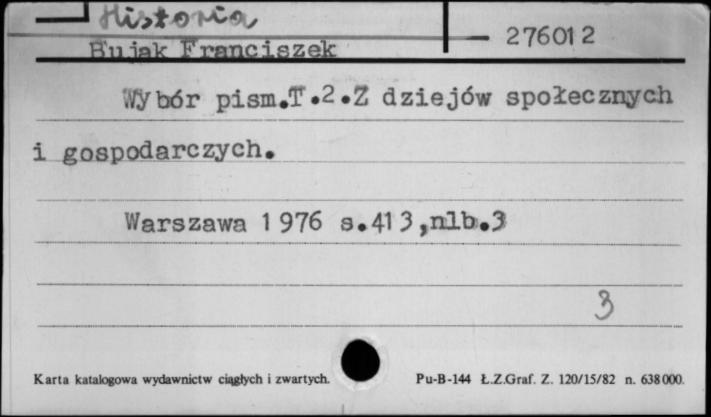 Historia
Bujak Franciszek 276012
Wybór pism.T.2.Z dziejów społecznych
i gospodarczych.
Warszawa 1976 s.413,nlb.3
3
Karta katalogowa wydawnictw ciągłych i zwartych. Pu-B-144 Ł.Z.Graf. Z. 120/15/82 n. 638000.